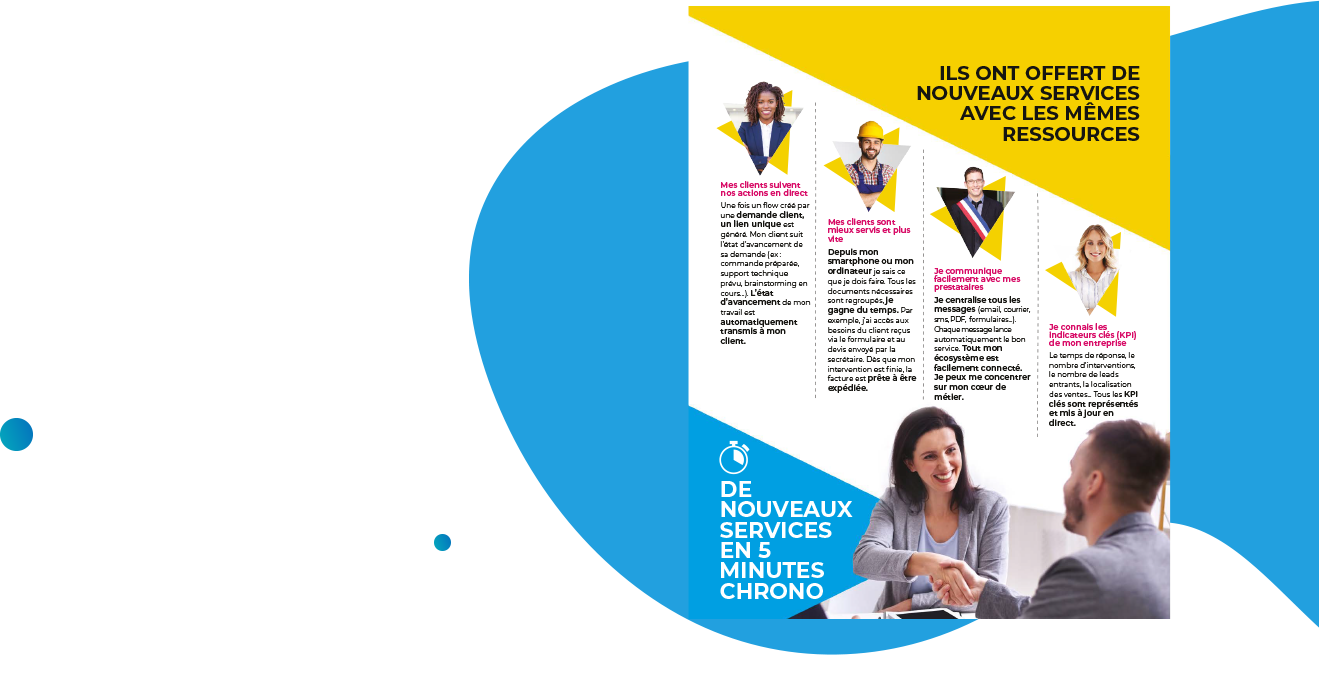 ILS ONT OFFERT DE
NOUVEAUX SERVICES
AVEC LES MÊMES
RESSOURCES
Mes clients suivent
nos actions en direct
Une fois un flow créé par
une demande client,
un lien unique est
généré. Mon client suit
l'état d'avancement de
sa demande (ex :
commande préparée,
support technique
prévu, brainstorming en
cours...). L'état
d'avancement de mon
travail est
automatiquement
transmis à mon
client.
Mes clients sont
mieux servis et plus
vite
Depuis mon
smartphone ou mon
ordinateur je sais ce
que je dois faire. Tous les
documents nécessaires
sont regroupés, je
gagne du temps. Par
exemple, j'ai accès aux
besoins du client reçus
via le formulaire et au
devis envoyé par la
secrétaire. Dès que mon
intervention est finie, la
facture est prête à être
expédiée.
Je communique
facilement avec mes
prestataires
Je centralise tous les
messages (email, courrier,
sms, PDF, formulaires...).
Chaque message lance
automatiquement le bon
service. Tout mon
écosystème est
facilement connecté.
Je peux me concentrer
sur mon cœur de
métier.
Je connais les
indicateurs clés (KPI)
de mon entreprise
Le temps de réponse, le
nombre d'interventions,
le nombre de leads
entrants, la localisation
des ventes... Tous les KPI
clés sont représentés
et mis à jour en
direct.
DE
NOUVEAUX
SERVICES
EN 5
MINUTES
CHRONO